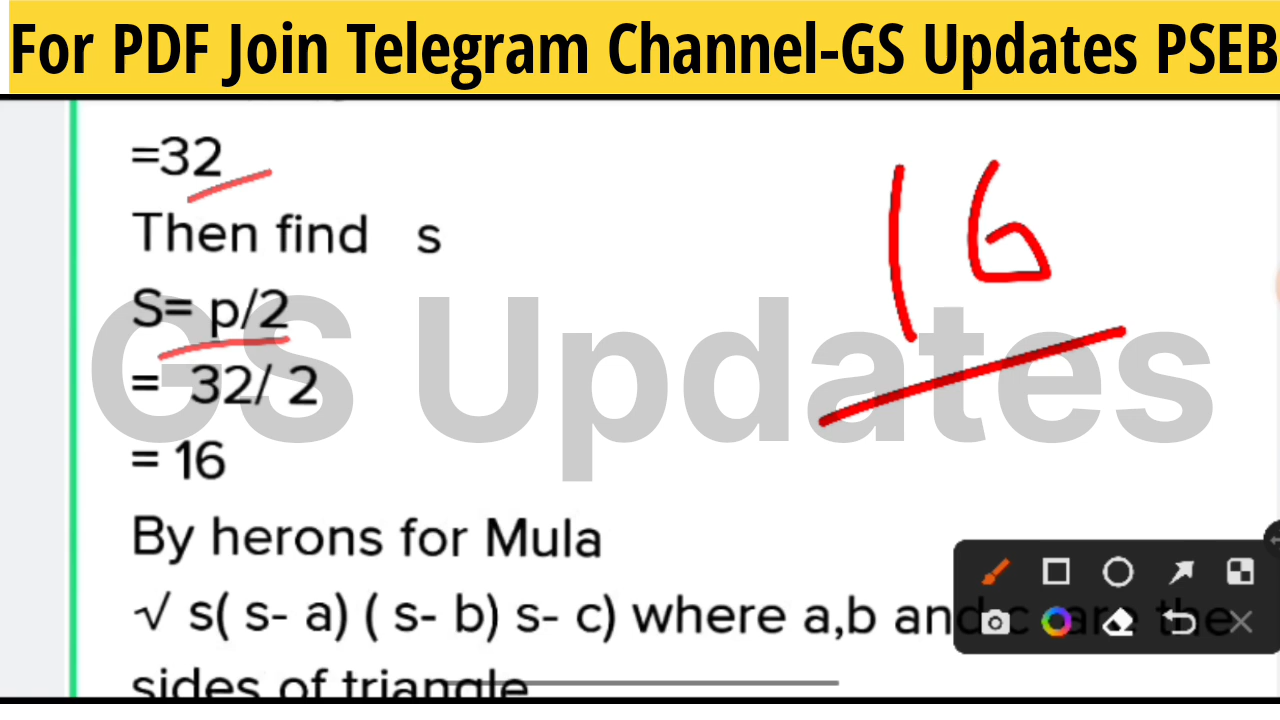 For PDF Join Telegram Channel-GS Updates PSEB
=32
Then find s
S= p/2
= 32/ 2
= 16
By herons for Mula
√ s( s- a) ( s- b) s- c) where a,b and c are the
sides of triangle
16
GS Updates